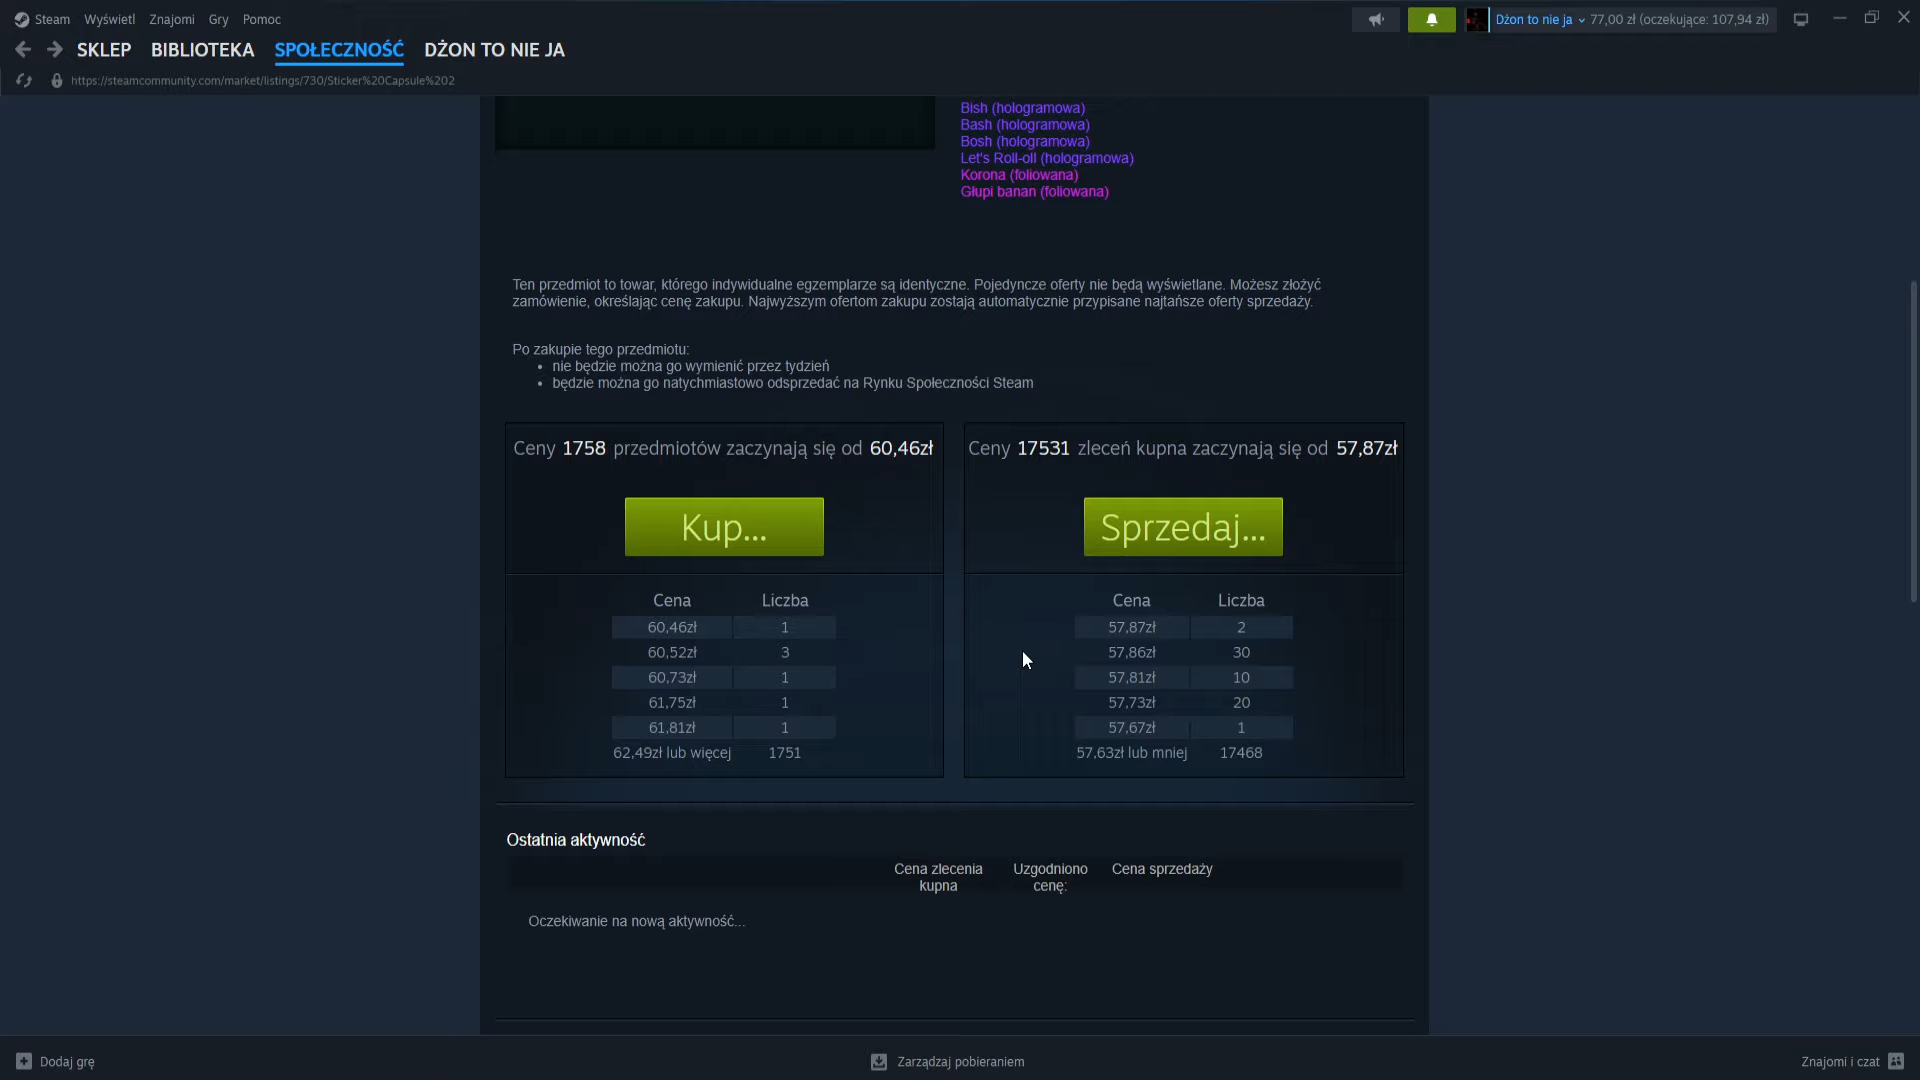 Steam Wyświetl Znajomi Gry Pomoc
Dżon to nie ja 77,00 zł (oczekujące: 107,94 zł)
SKLEP BIBLIOTEKA SPOŁECZNOŚĆ DŻON TO NIE JA
https://steamcommunity.com/market/listings/730/Sticker%20Capsule%202
Bish (hologramowa)
Bash (hologramowa)
Bosh (hologramowa)
Let's Roll-oll (hologramowa)
Korona (foliowana)
Głupi banan (foliowana)
Ten przedmiot to towar, którego indywidualne egzemplarze są identyczne. Pojedyncze oferty nie będą wyświetlane. Możesz złożyć
zamówienie, określając cenę zakupu. Najwyższym ofertom zakupu zostają automatycznie przypisane najtańsze oferty sprzedaży.
Po zakupie tego przedmiotu:
• nie będzie można go wymienić przez tydzień
• będzie można go natychmiastowo odsprzedać na Rynku Społeczności Steam
Ceny 1758 przedmiotów zaczynają się od 60,46zł
Kup...
Cena Liczba
60,46zł 1
60,52zł 3
60,73zł 1
61,75zł 1
61,81zł 1
62,49zł lub więcej 1751
Ceny 17531 zleceń kupna zaczynają się od 57,87zł
Sprzedaj...
Cena Liczba
57,87zł 2
57,86zł 30
57,81zł 10
57,73zł 20
57,67zł 1
57,63zł lub mniej 17468
Ostatnia aktywność
Cena zlecenia
kupna
Uzgodniono
cenę:
Cena sprzedaży
Oczekiwanie na nową aktywność...
Dodaj grę
Zarządzaj pobieraniem
Znajomi i czat